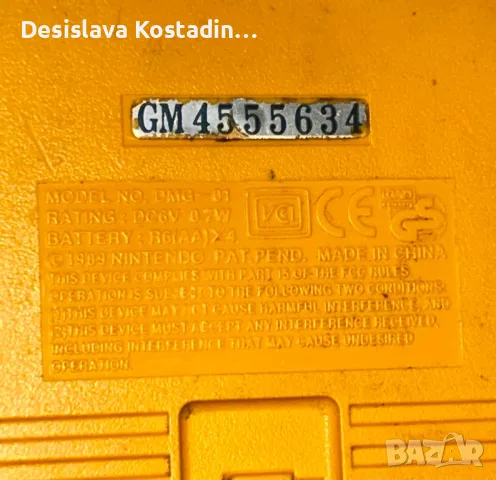 Desislava Kostadin...
GM4555634
MODEL NO. DMG-01
RATING : DC6V 0.7W
BATTERY : R6(AA)×4
©1989 NINTENDO PAT.PEND. MADE IN CHINA
THIS DEVICE COMPLIES WITH PART 15 OF THE FCC RULES
OPERATION IS SUBJECT TO THE FOLLOWING TWO CONDITIONS:
(1)THIS DEVICE MAY NOT CAUSE HARMFUL INTERFERENCE, AND
(2)THIS DEVICE MUST ACCEPT ANY INTERFERENCE RECEIVED,
INCLUDING INTERFERENCE THAT MAY CAUSE UNDESIRED
OPERATION.
CE
BAZAR
bg